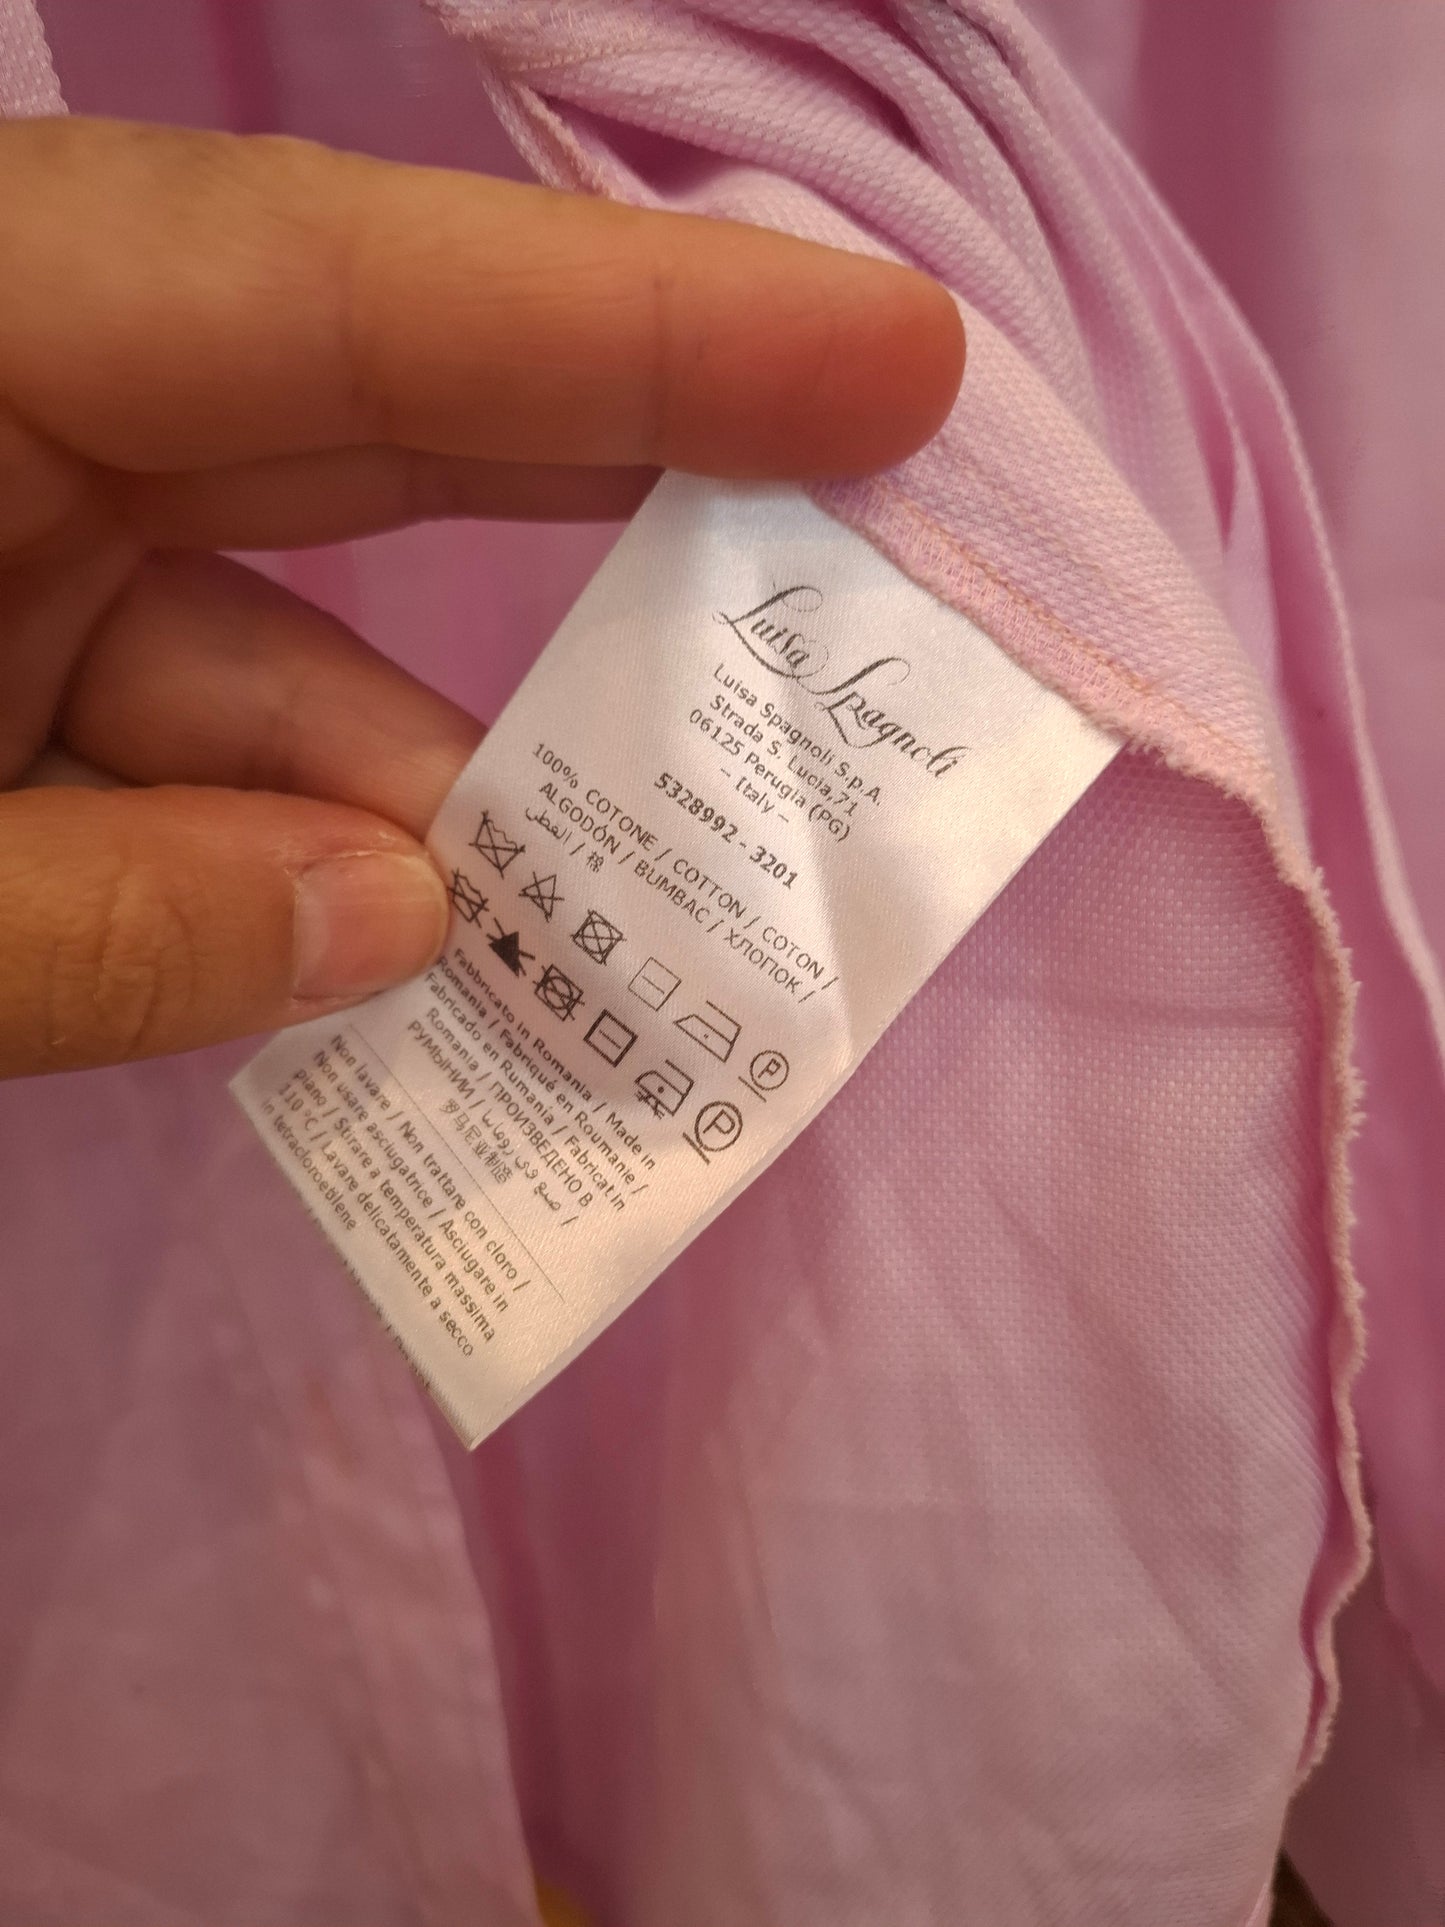 Luisa Spagnoli
Luisa Spagnoli S.p.A.
Strada S. Lucia,71
06125 Perugia (PG)
- Italy -
5328992 - 3201
100% COTONE / COTTON / COTON /
ALGODÓN / BUMBAC / ХЛОПОК /
القطن / 棉
P
P
Fabbricato in Romania / Made in
Romania / Fabriqué en Roumanie /
Fabricado en Rumanía / Fabricat in
Romania / ПРОИЗВЕДЕНО В
РУМЫНИИ / صنع في رومانيا /
罗马尼亚制造
Non lavare / Non trattare con cloro /
Non usare asciugatrice / Asciugare in
piano / Stirare a temperatura massima
110 °C / Lavare delicatamente a secco
in tetracloroetilene